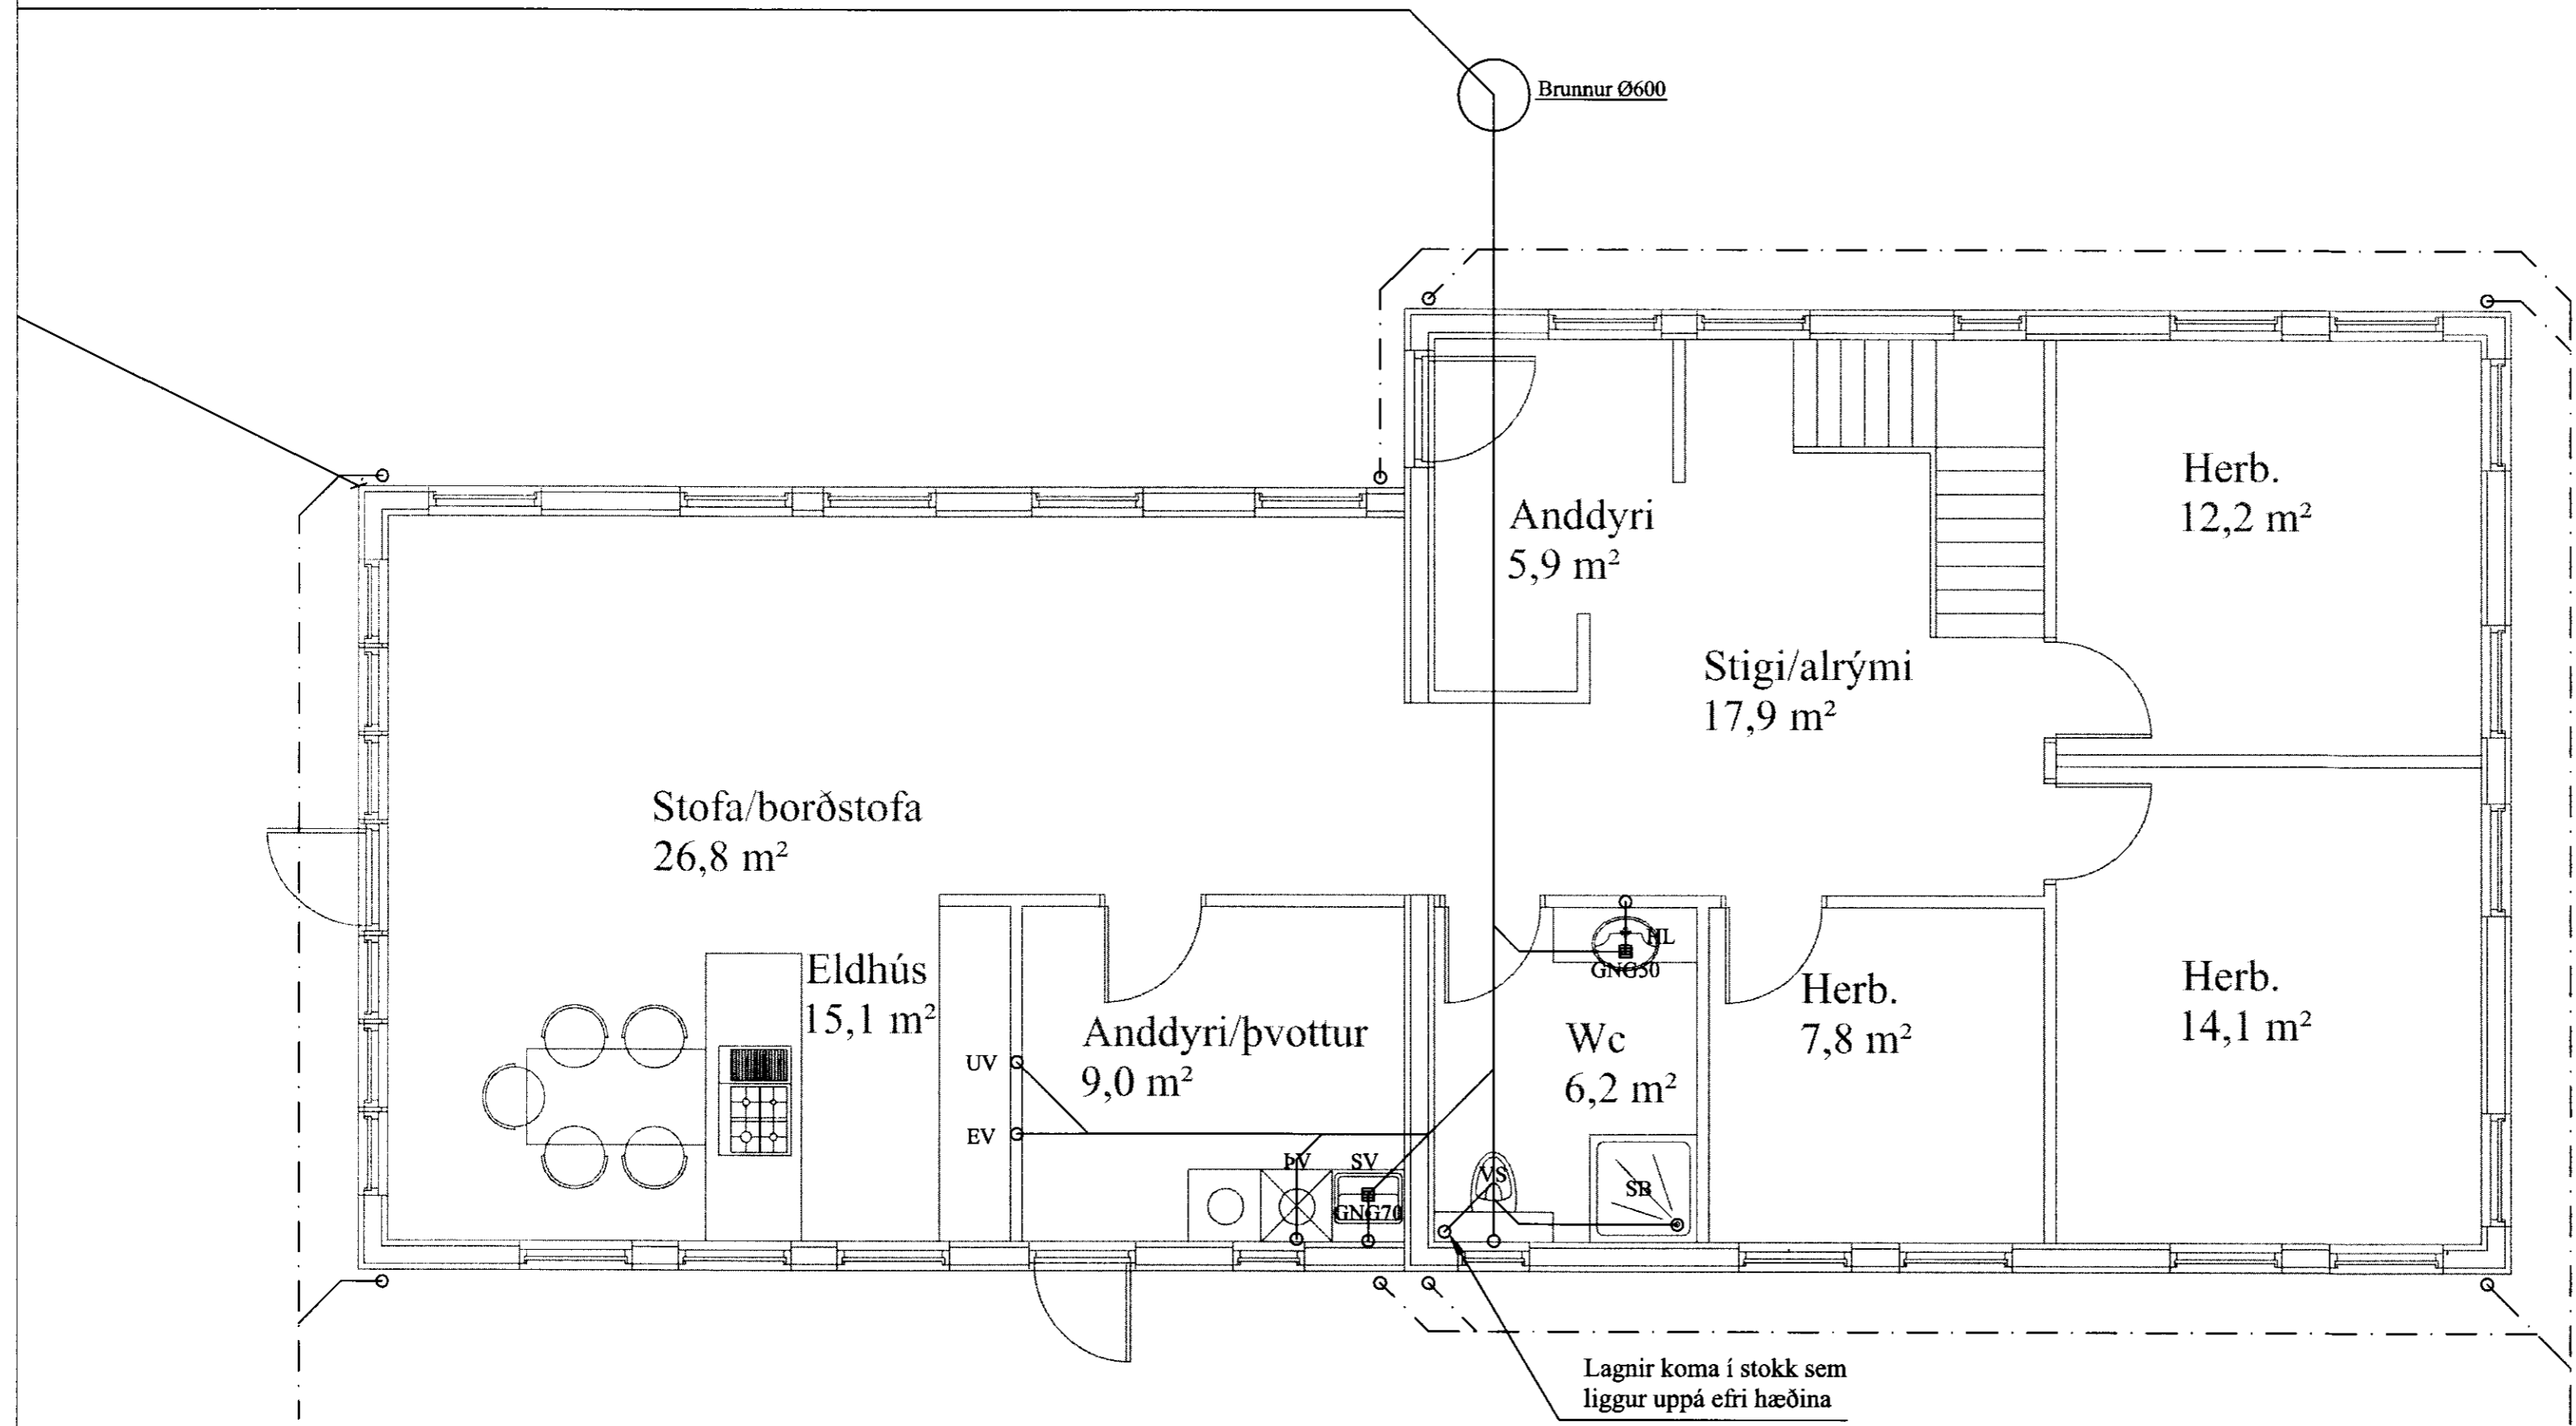 Brunnur Ø600
Herb.
12,2 m²
Anddyri
5,9 m²
Stigi/alrými
17,9 m²
Stofa/borðstofa
26,8 m²
Eldhús
15,1 m²
HL
GNG50
Herb.
7,8 m²
Herb.
14,1 m²
Anddyri/þvottur
9,0 m²
Wc
6,2 m²
UV
EV
ÞV
SV
GNG70
VS
SB
Lagnir koma í stokk sem
liggur uppá efri hæðina